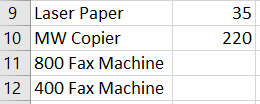 9 Laser Paper 35
10 MW Copier 220
11 800 Fax Machine
12 400 Fax Machine